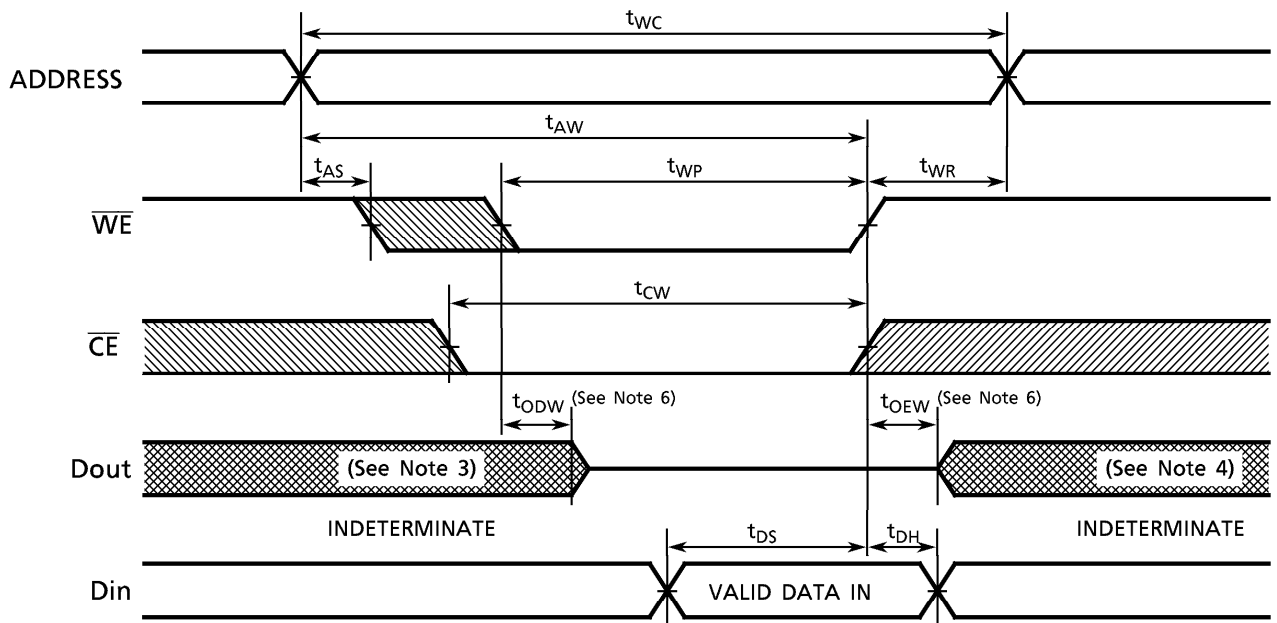 tWC
ADDRESS
tAW
tAS
tWP
tWR
WE
tCW
CE
tODW (See Note 6)
tOEW (See Note 6)
Dout
(See Note 3)
(See Note 4)
INDETERMINATE
INDETERMINATE
tDS
tDH
Din
VALID DATA IN